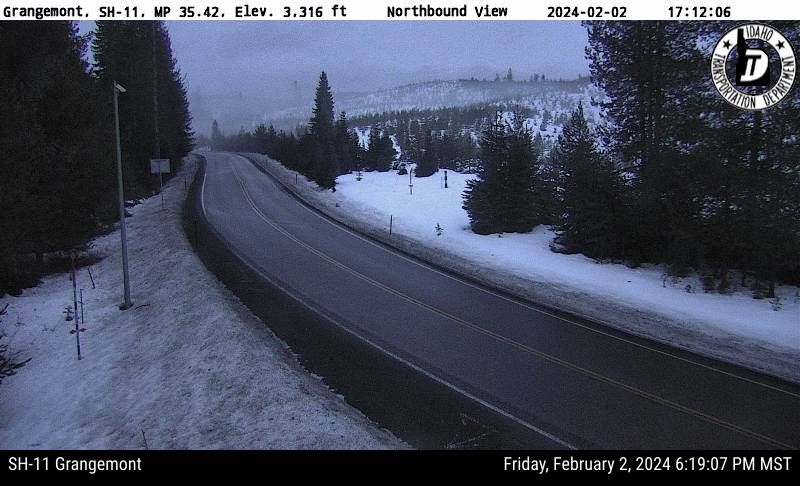 Grangemont, SH-11, MP 35.42, Elev. 3,316 ft Northbound View 2024-02-02 17:12:06
IDAHO
TRANSPORTATION DEPARTMENT
SH-11 Grangemont Friday, February 2, 2024 6:19:07 PM MST